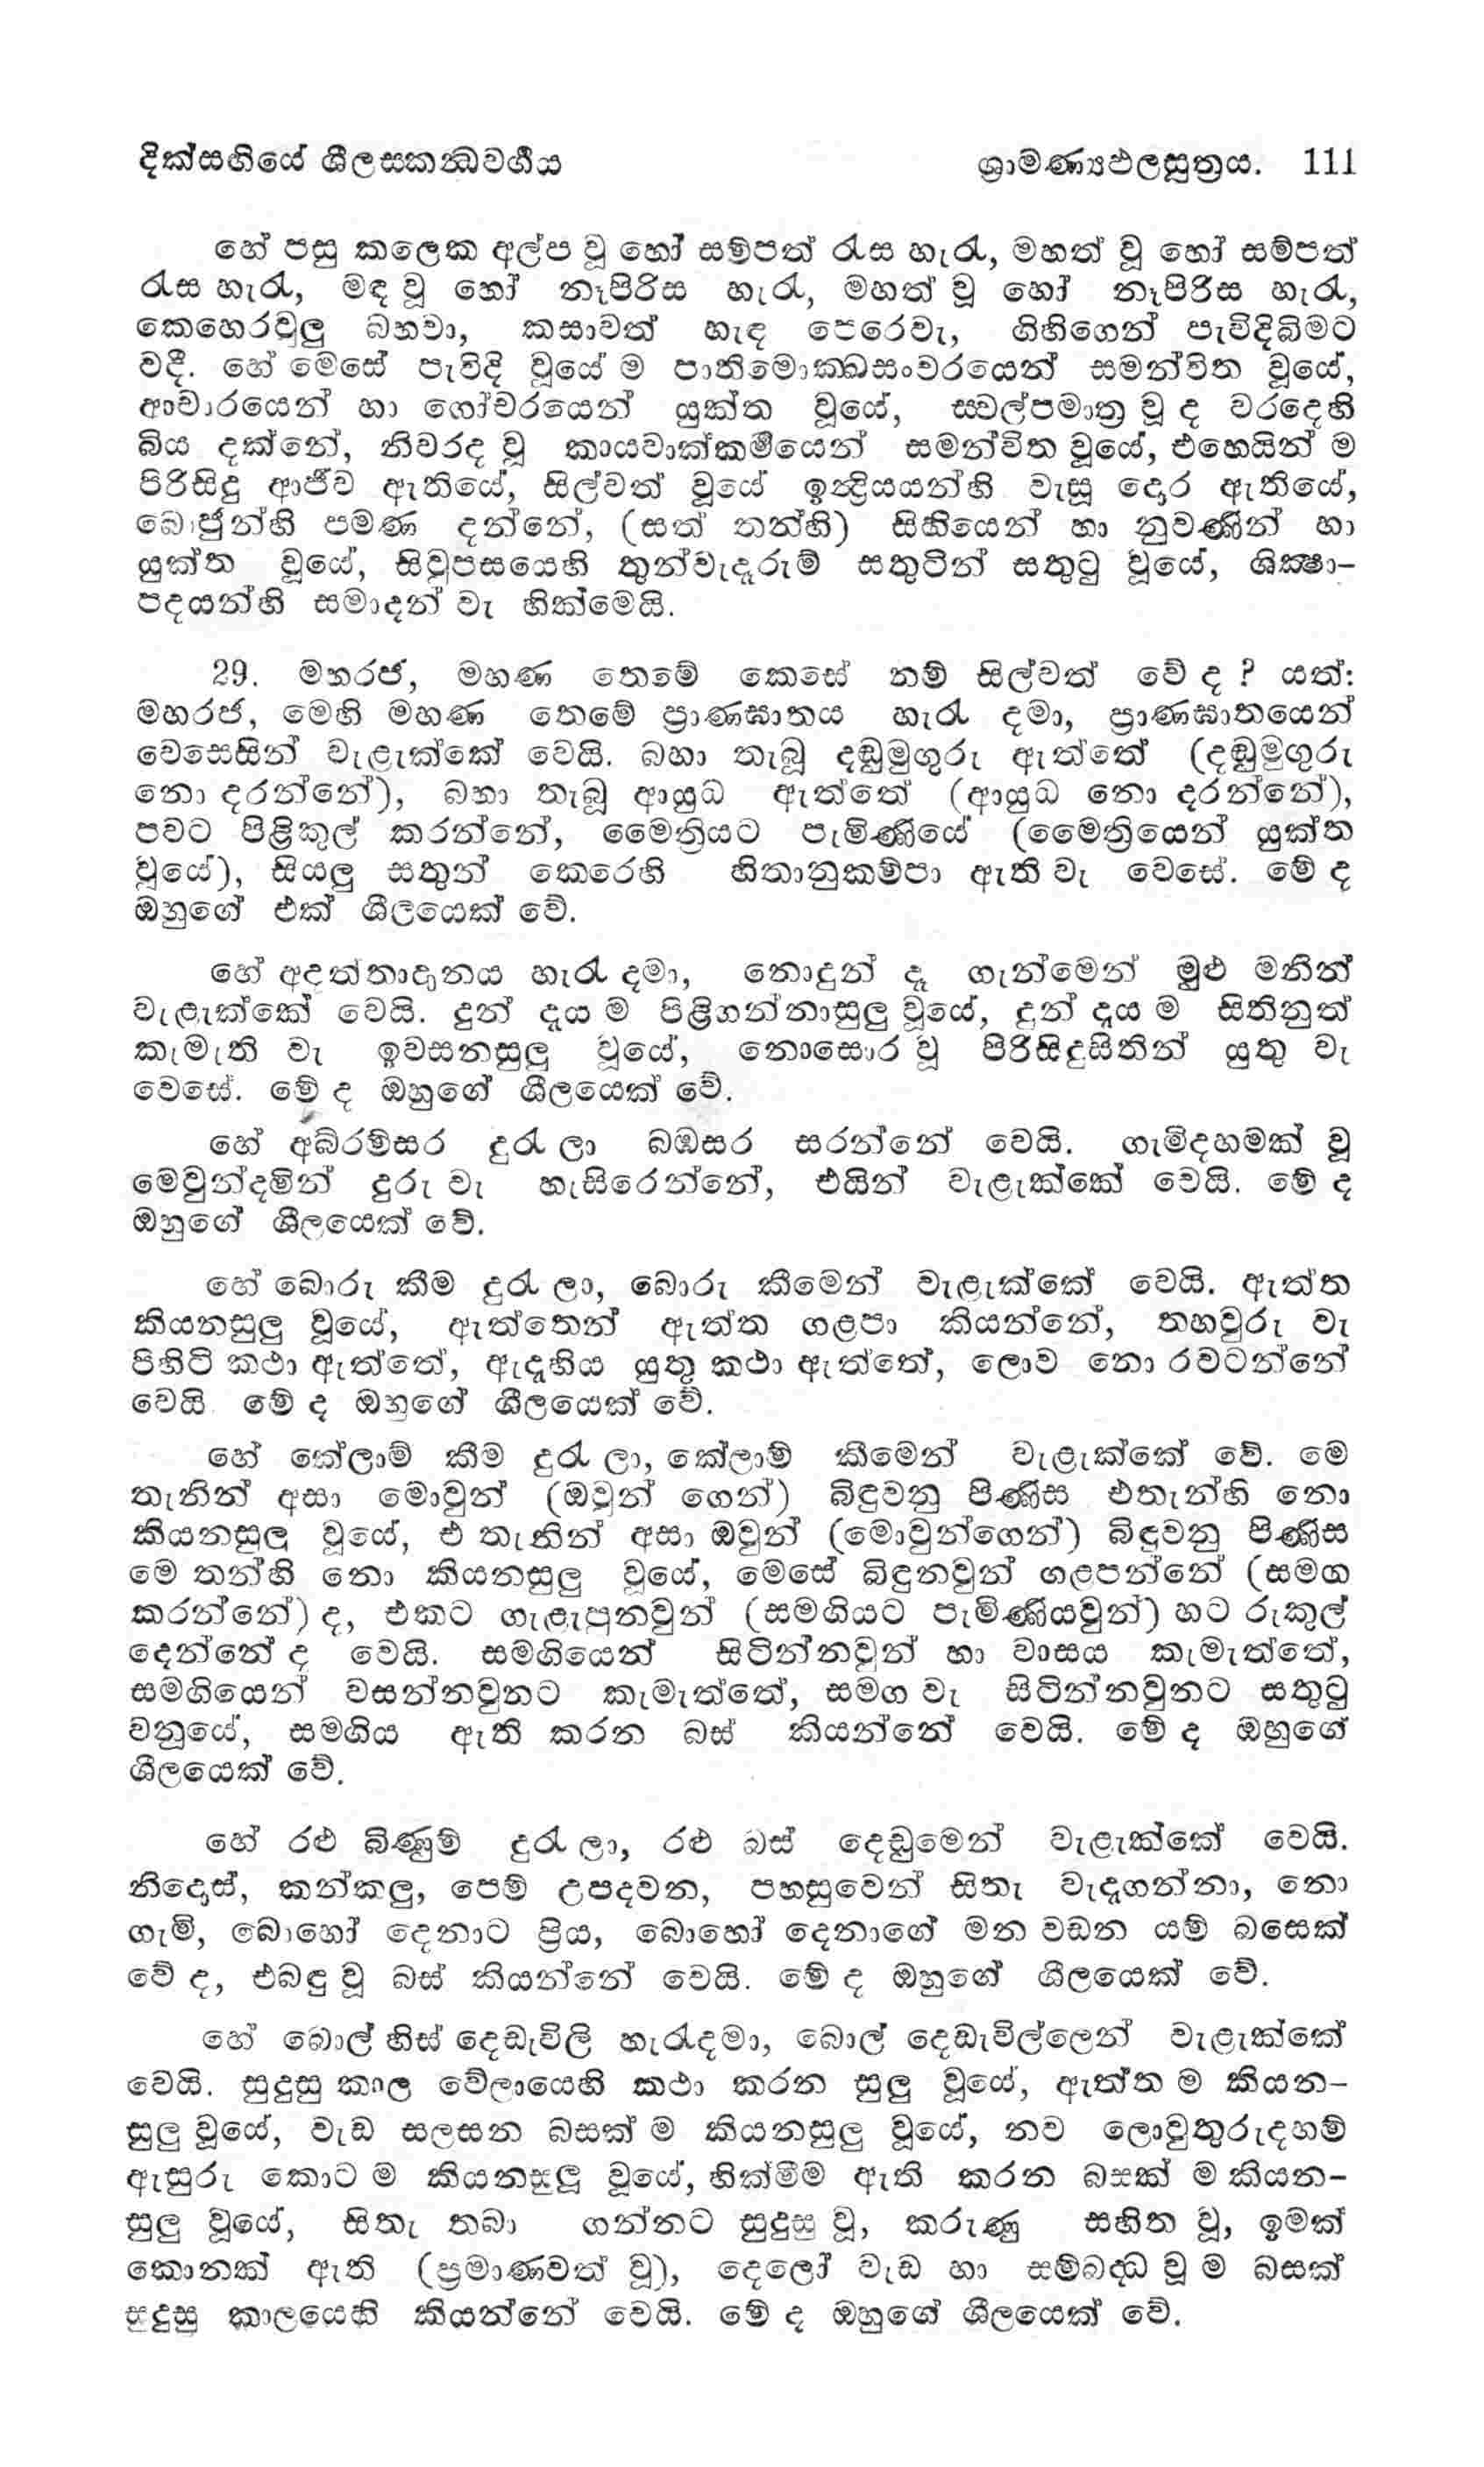 දික්සඟියේ ශීලසකන්‍ධවර්‍ගය ශ්‍රාමණ්‍යඵලසූත්‍රය. 111
හේ පසු කලෙක අල්ප වූ හෝ සම්පත් රැස හැර, මහත් වූ හෝ සම්පත්
රැස හැර, මඳ වූ හෝ නෑපිරිස හැර, මහත් වූ හෝ නෑපිරිස හැර,
කෙහෙරවුලු බහවා, කසාවත් හැඳ පෙරෙවැ, ගිහිගෙන් පැවිදිබිමට
වදී. හේ මෙසේ පැවිදි වූයේ ම පාතිමොක්‍ඛසංවරයෙන් සමන්විත වූයේ,
ආචාරයෙන් හා ගෝචරයෙන් යුක්ත වූයේ, ස්වල්පමාත්‍ර වූ ද වරදෙහි
බිය දක්නේ, නිවරද වූ කායවාක්කර්‍මයෙන් සමන්විත වූයේ, එහෙයින් ම
පිරිසිදු ආජීව ඇතියේ, සිල්වත් වූයේ ඉන්‍ද්‍රියයන්හි වැසූ දොර ඇතියේ,
බොජුන්හි පමණ දන්නේ, (සත් තන්හි) සිහියෙන් හා නුවණින් හා
යුක්ත වූයේ, සිවුපසයෙහි තුන්වැදෑරුම් සතුටින් සතුටු වූයේ, ශික්‍ෂා-
පදයන්හි සමාදන් වැ හික්මෙයි.
29. මහරජ, මහණ තෙමේ කෙසේ නම් සිල්වත් වේ ද ? යත්:
මහරජ, මෙහි මහණ තෙමේ ප්‍රාණඝාතය හැර දමා, ප්‍රාණඝාතයෙන්
වෙසෙසින් වැළැක්කේ වෙයි. බහා තැබූ දඬුමුගුරු ඇත්තේ (දඬුමුගුරු
නො දරන්නේ), බහා තැබූ ආයුධ ඇත්තේ (ආයුධ නො දරන්නේ),
පවට පිළිකුල් කරන්නේ, මෛත්‍රියට පැමිණියේ (මෛත්‍රියෙන් යුක්ත
වූයේ), සියලු සතුන් කෙරෙහි හිතානුකම්පා ඇති වැ වෙසේ. මේ ද
ඔහුගේ එක් ශීලයෙක් වේ.
හේ අදත්තාදානය හැර දමා, නොදුන් දෑ ගැන්මෙන් මුළු මනින්
වැළැක්කේ වෙයි. දුන් දෑය ම පිළිගන්නාසුලු වූයේ, දුන් දෑය ම සිතිනුත්
කැමැති වැ ඉවසනසුලු වූයේ, නොසොර වූ පිරිසිදුසිතින් යුතු වැ
වෙසේ. මේ ද ඔහුගේ ශීලයෙක් වේ.
හේ අබ්රම්සර දුරැ ලා බඹසර සරන්නේ වෙයි. ගැමිදහමක් වූ
මෙවුන්දමින් දුරු වැ හැසිරෙන්නේ, එයින් වැළැක්කේ වෙයි. මේ ද
ඔහුගේ ශීලයෙක් වේ.
හේ බොරු කීම දුරැ ලා, බොරු කීමෙන් වැළැක්කේ වෙයි. ඇත්ත
කියනසුලු වූයේ, ඇත්තෙන් ඇත්ත ගළපා කියන්නේ, තහවුරු වැ
පිහිටි කථා ඇත්තේ, ඇදැහිය යුතු කථා ඇත්තේ, ලොව නො රවටන්නේ
වෙයි. මේ ද ඔහුගේ ශීලයෙක් වේ.
හේ කේලාම් කීම දුරැ ලා, කේලාම් කීමෙන් වැළැක්කේ වේ. මෙ
තැනින් අසා මොවුන් (ඔවුන් ගෙන්) බිඳුවනු පිණිස එතැන්හි නො
කියනසුලු වූයේ, එ තැනින් අසා ඔවුන් (මොවුන්ගෙන්) බිඳුවනු පිණිස
මෙ තන්හි නො කියනසුලු වූයේ, මෙසේ බිඳුනවුන් ගළපන්නේ (සමඟ
කරන්නේ) ද, එකට ගැළැපුනවුන් (සමගියට පැමිණියවුන්) හට රුකුල්
දෙන්නේ ද වෙයි. සමගියෙන් සිටින්නවුන් හා වාසය කැමැත්තේ,
සමගියෙන් වසන්නවුනට කැමැත්තේ, සමග වැ සිටින්නවුනට සතුටු
වනුයේ, සමගිය ඇති කරන බස් කියන්නේ වෙයි. මේ ද ඔහුගේ
ශීලයෙක් වේ.
හේ රළු බිණුම් දුරැ ලා, රළු බස් දෙඩුමෙන් වැළැක්කේ වෙයි.
නිදොස්, කන්කලු, පෙම් උපදවන, පහසුවෙන් සිතැ වැදෑගන්නා, නො
ගැමි, බොහෝ දෙනාට ප්‍රිය, බොහෝ දෙනාගේ මන වඩන යම් බසෙක්
වේ ද, එබඳු වූ බස් කියන්නේ වෙයි. මේ ද ඔහුගේ ශීලයෙක් වේ.
හේ බොල් හිස් දෙඩැවිලි හැරදමා, බොල් දෙඩැවිල්ලෙන් වැළැක්කේ
වෙයි. සුදුසු කාල වේලායෙහි කථා කරන සුලු වූයේ, ඇත්ත ම කියන-
සුලු වූයේ, වැඩ සලසන බසක් ම කියනසුලු වූයේ, නව ලොවුතුරුදහම්
ඇසුරු කොට ම කියනසුලු වූයේ, හික්මීම ඇති කරන බසක් ම කියන-
සුලු වූයේ, සිතැ තබා ගන්නට සුදුසු වූ, කරුණු සහිත වූ, ඉමක්
කොනක් ඇති (ප්‍රමාණවත් වූ), දෙලෝ වැඩ හා සම්බද්‍ධ වූ ම බසක්
සුදුසු කාලයෙහි කියන්නේ වෙයි. මේ ද ඔහුගේ ශීලයෙක් වේ.